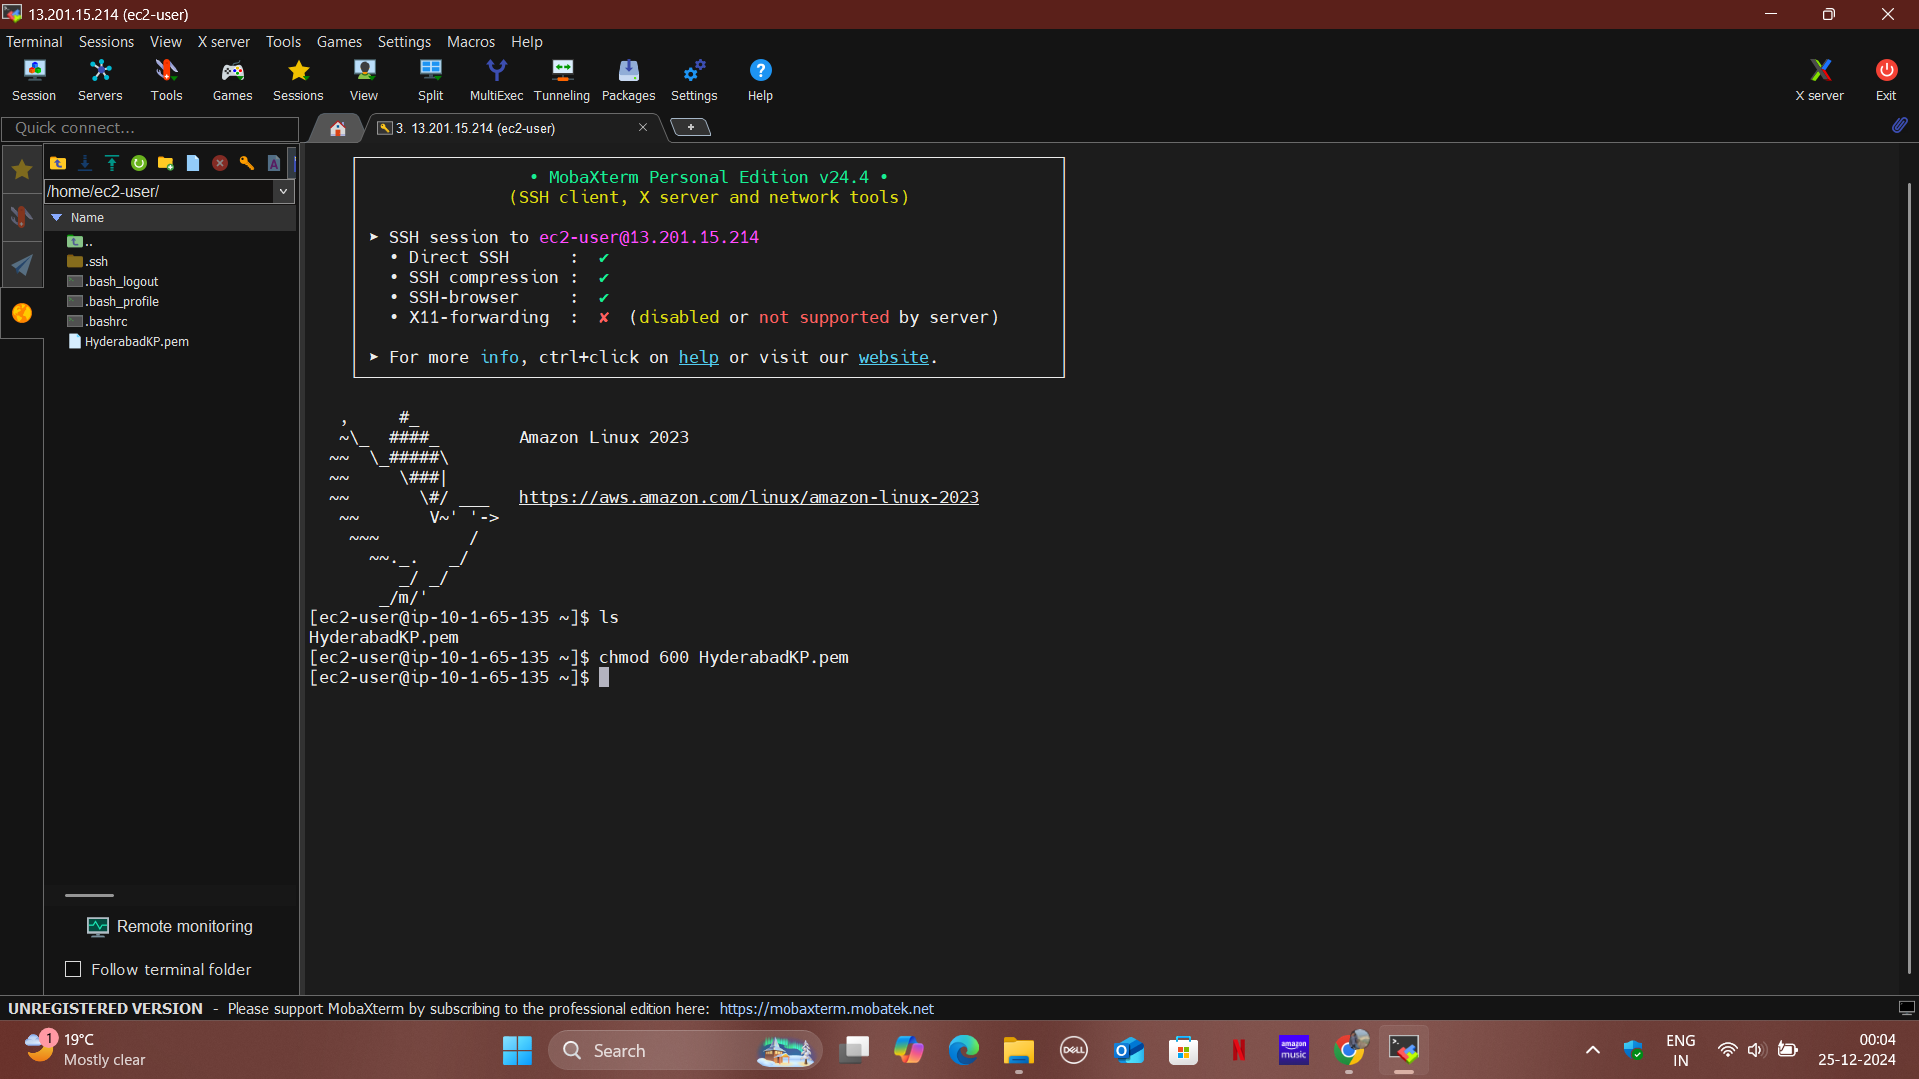 13.201.15.214 (ec2-user)
Terminal Sessions View X server Tools Games Settings Macros Help
Session Servers Tools Games Sessions View Split MultiExec Tunneling Packages Settings Help X server Exit
Quick connect...
3. 13.201.15.214 (ec2-user)
/home/ec2-user/
Name
..
.ssh
.bash_logout
.bash_profile
.bashrc
HyderabadKP.pem
Remote monitoring
Follow terminal folder
• MobaXterm Personal Edition v24.4 •
(SSH client, X server and network tools)
➤ SSH session to ec2-user@13.201.15.214
• Direct SSH : ✔
• SSH compression : ✔
• SSH-browser : ✔
• X11-forwarding : ✘ (disabled or not supported by server)
➤ For more info, ctrl+click on help or visit our website.
   ,     #_
   ~\_  ####_        Amazon Linux 2023
  ~~  \_#####\
  ~~     \###|
  ~~       \#/ ___   https://aws.amazon.com/linux/amazon-linux-2023
   ~~       V~' '->
    ~~~         /
      ~~._.   _/
         _/ _/
       _/m/'
[ec2-user@ip-10-1-65-135 ~]$ ls
HyderabadKP.pem
[ec2-user@ip-10-1-65-135 ~]$ chmod 600 HyderabadKP.pem
[ec2-user@ip-10-1-65-135 ~]$
UNREGISTERED VERSION - Please support MobaXterm by subscribing to the professional edition here: https://mobaxterm.mobatek.net
1
19°C
Mostly clear
Search
DELL
amazon music
ENG
IN
00:04
25-12-2024